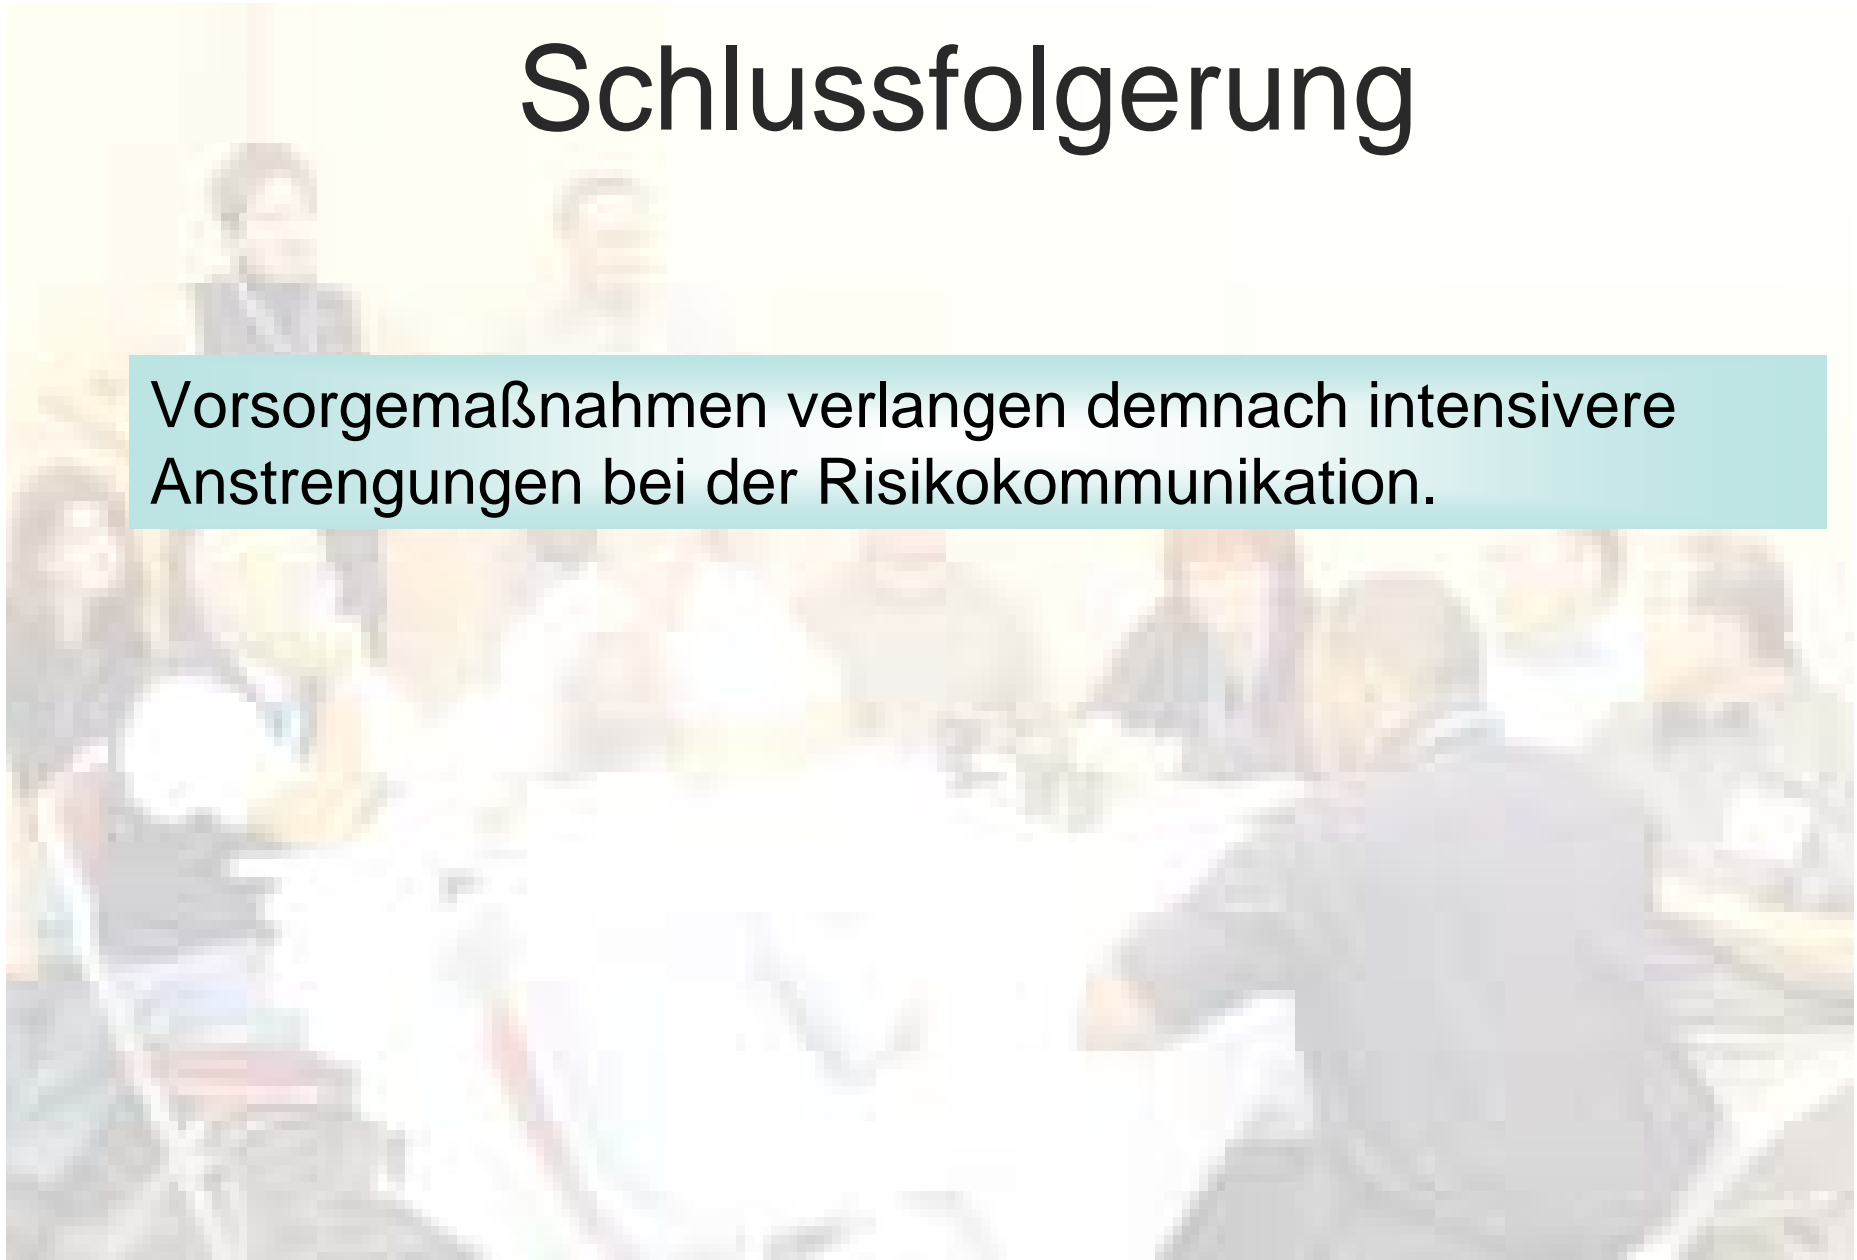 Schlussfolgerung
Vorsorgemaßnahmen verlangen demnach intensivere
Anstrengungen bei der Risikokommunikation.